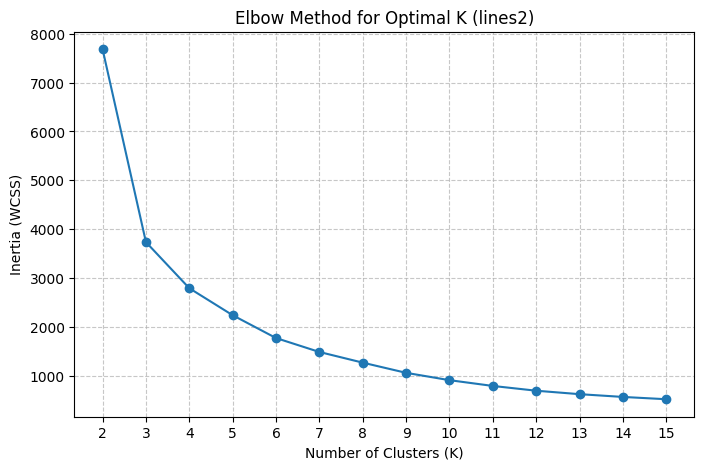 Elbow Method for Optimal K (lines2)
8000
7000
6000
5000
4000
3000
2000
1000
Inertia (WCSS)
2 3 4 5 6 7 8 9 10 11 12 13 14 15
Number of Clusters (K)